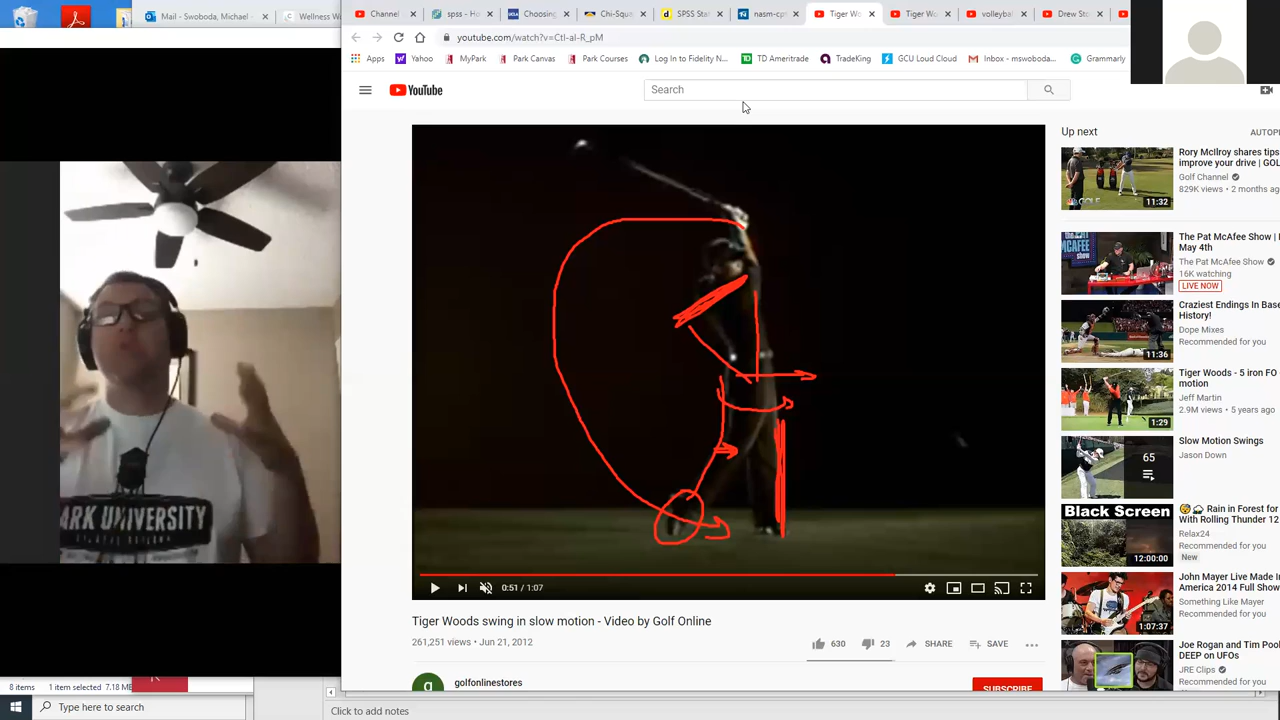 Mail - Swoboda, Michael -
Wellness W
Channel
spss - H
Choosing
Chi-Squa
SPSS Stat
nasm-cpt
Tiger Wo
Tiger Wo
volleybal
Drew Sto
youtube.com/watch?v=CtI-aI-R_pM
Apps
Yahoo
MyPark
Park Canvas
Park Courses
Log In to Fidelity N...
TD Ameritrade
TradeKing
GCU Loud Cloud
Inbox - mswoboda...
Grammarly
YouTube
Search
Up next
AUTOP
Rory McIlroy shares tips
improve your drive | GOL
Golf Channel
829K views • 2 months ag
11:32
The Pat McAfee Show |
May 4th
The Pat McAfee Show
16K watching
LIVE NOW
Craziest Endings In Base
History!
Dope Mixes
Recommended for you
11:36
Tiger Woods - 5 iron FO
motion
Jeff Martin
2.9M views • 5 years ago
1:29
Slow Motion Swings
Jason Down
65
Black Screen
12:00:00
Rain in Forest for
With Rolling Thunder 12
Relax24
Recommended for you
New
John Mayer Live Made In
America 2014 Full Show
Something Like Mayer
Recommended for you
1:07:37
Joe Rogan and Tim Pool
DEEP on UFOs
JRE Clips
Recommended for you
ARK UNIVERSITY
0:51 / 1:07
Tiger Woods swing in slow motion - Video by Golf Online
261,251 views • Jun 21, 2012
630
23
SHARE
SAVE
g
golfonlinestores
SUBSCRIBE
8 items
1 item selected 7.18 MB
Type here to search
Click to add notes